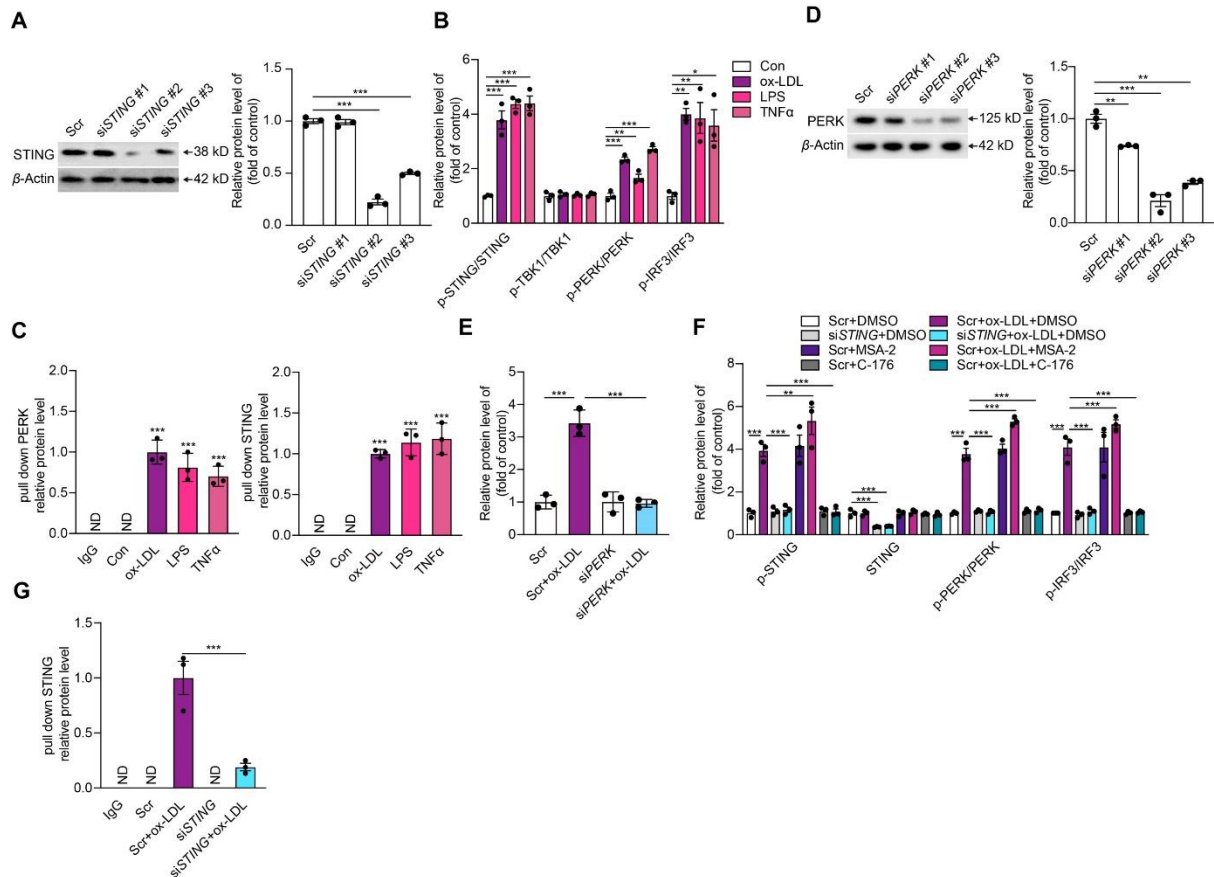 A
Scr
siSTING #1
siSTING #2
siSTING #3
STING
←38 kD
β-Actin
←42 kD
Relative protein level of
(fold of control)
1.5
1.0
0.5
0.0
***
***
Scr
siSTING #1
siSTING #2
siSTING #3
B
Relative protein level of
(fold of control)
6
4
2
0
***
***
***
***
**
***
*
**
**
p-STING/STING
p-TBK1/TBK1
p-PERK/PERK
p-IRF3/IRF3
Con
ox-LDL
LPS
TNFα
D
Scr
siPERK #1
siPERK #2
siPERK #3
PERK
←125 kD
β-Actin
←42 kD
Relative protein level of
(fold of control)
1.5
1.0
0.5
0.0
**
***
**
Scr
siPERK #1
siPERK #2
siPERK #3
C
pull down PERK
relative protein level
2.0
1.5
1.0
0.5
0.0
ND
ND
***
***
***
IgG
Con
ox-LDL
LPS
TNFα
pull down STING
relative protein level
2.0
1.5
1.0
0.5
0.0
ND
ND
***
***
***
IgG
Con
ox-LDL
LPS
TNFα
E
Relative protein level of
(fold of control)
5
4
3
2
1
0
***
***
Scr
Scr+ox-LDL
siPERK
siPERK+ox-LDL
F
Scr+DMSO
siSTING+DMSO
Scr+MSA-2
Scr+C-176
Scr+ox-LDL+DMSO
siSTING+ox-LDL+DMSO
Scr+ox-LDL+MSA-2
Scr+ox-LDL+C-176
Relative protein level of
(fold of control)
8
6
4
2
0
***
**
*** ***
***
***
***
***
*** ***
***
***
*** ***
p-STING
STING
p-PERK/PERK
p-IRF3/IRF3
G
pull down STING
relative protein level
1.5
1.0
0.5
0.0
ND
ND
***
ND
IgG
Scr
Scr+ox-LDL
siSTING
siSTING+ox-LDL